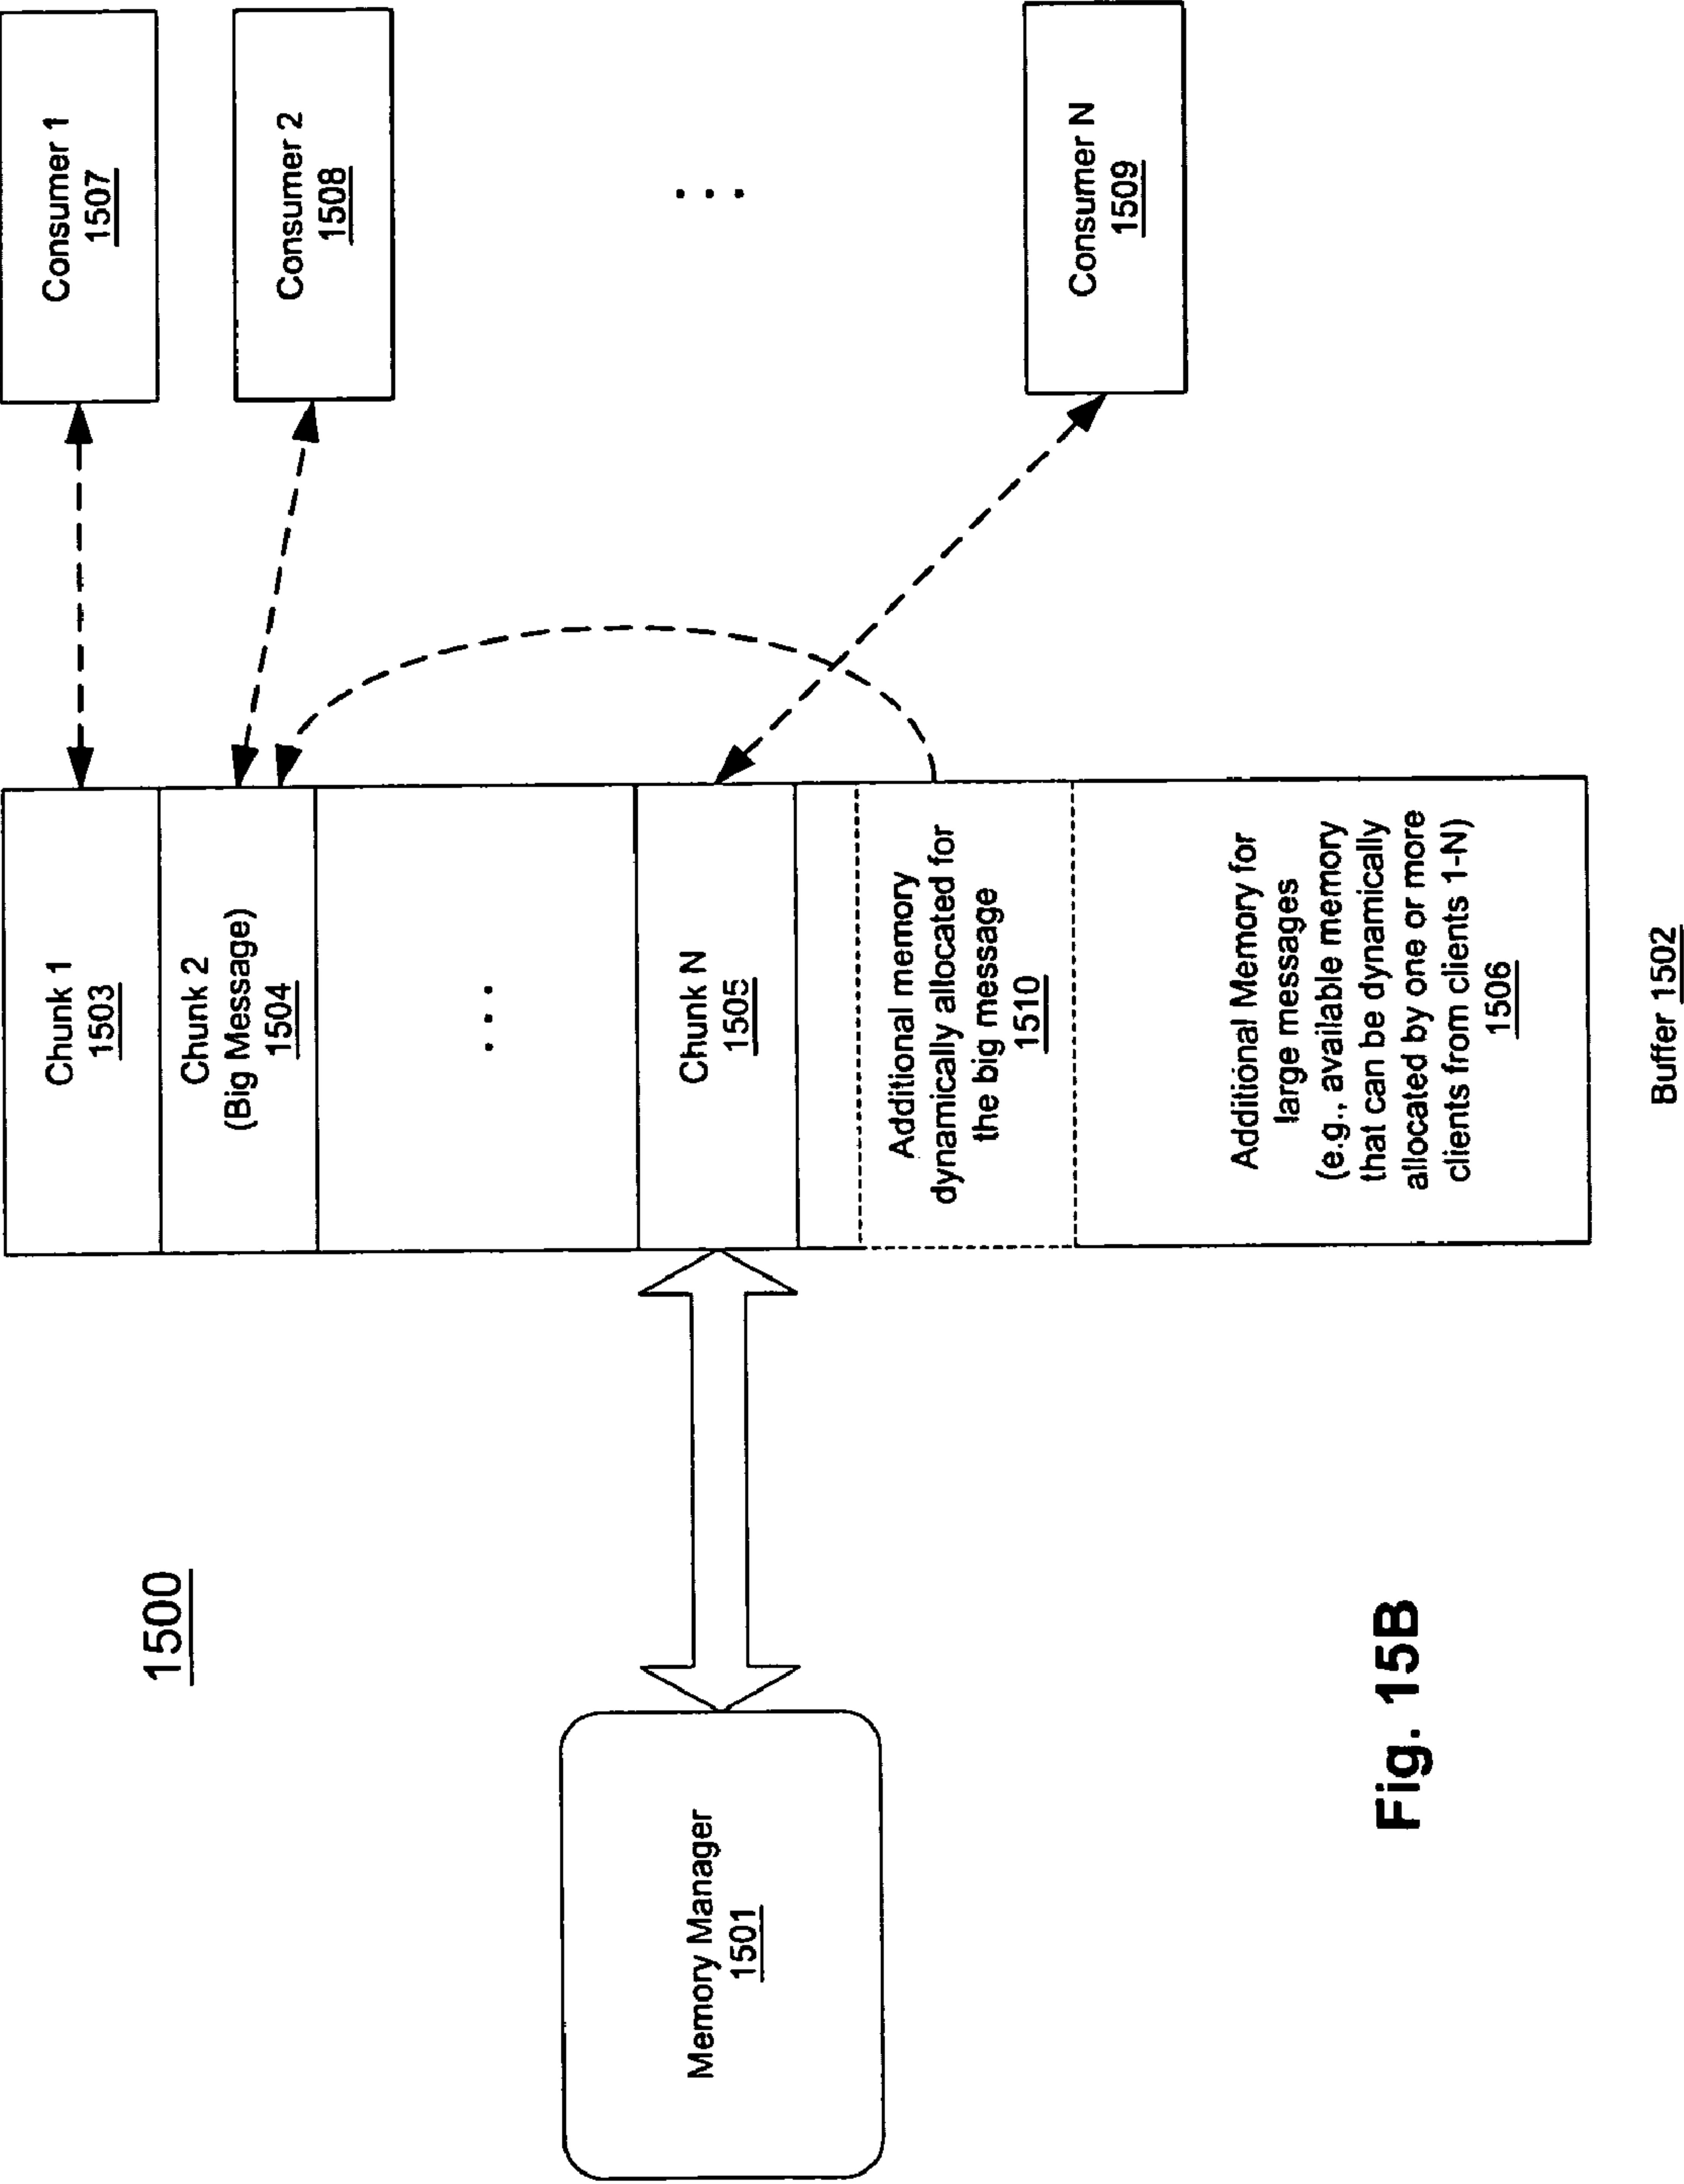 1500
Memory Manager
1501
Chunk 1
1503
Chunk 2
(Big Message)
1504
...
Chunk N
1505
Additional memory
dynamically allocated for
the big message
1510
Additional Memory for
large messages
(e.g., available memory
that can be dynamically
allocated by one or more
clients from clients 1-N)
1506
Buffer 1502
Consumer 1
1507
Consumer 2
1508
...
Consumer N
1509
Fig. 15B